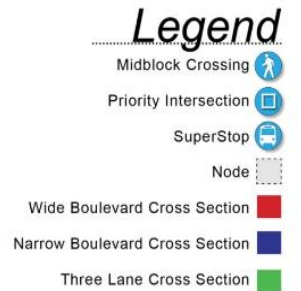 Legend
Midblock Crossing
Priority Intersection
SuperStop
Node
Wide Boulevard Cross Section
Narrow Boulevard Cross Section
Three Lane Cross Section